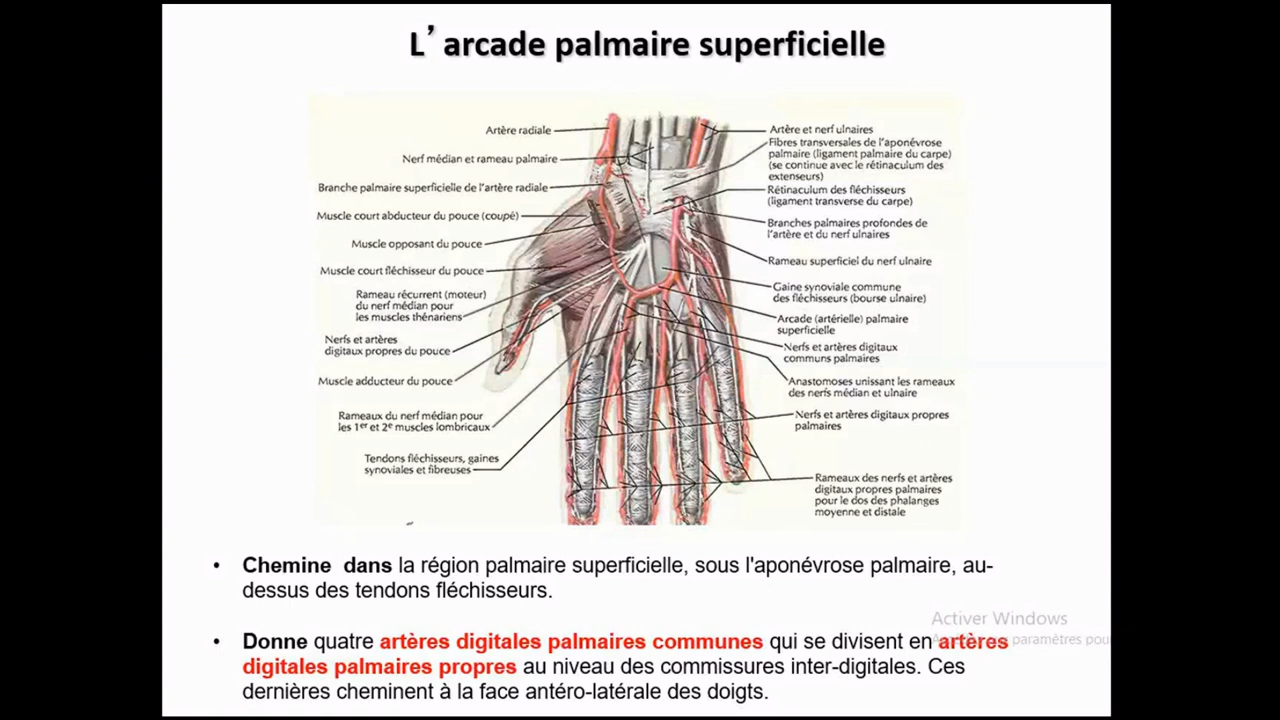 L’ arcade palmaire superficielle
Artère radiale
Nerf médian et rameau palmaire
Branche palmaire superficielle de l'artère radiale
Muscle court abducteur du pouce (coupé)
Muscle opposant du pouce
Muscle court fléchisseur du pouce
Rameau récurrent (moteur)
du nerf médian pour
les muscles thénariens
Nerfs et artères
digitaux propres du pouce
Muscle adducteur du pouce
Rameaux du nerf médian pour
les 1er et 2e muscles lombricaux
Tendons fléchisseurs, gaines
synoviales et fibreuses
Artère et nerf ulnaires
Fibres transversales de l'aponévrose
palmaire (ligament palmaire du carpe)
(se continue avec le rétinaculum des
extenseurs)
Rétinaculum des fléchisseurs
(ligament transverse du carpe)
Branches palmaires profondes de
l'artère et du nerf ulnaires
Rameau superficiel du nerf ulnaire
Gaine synoviale commune
des fléchisseurs (bourse ulnaire)
Arcade (artérielle) palmaire
superficielle
Nerfs et artères digitaux
communs palmaires
Anastomoses unissant les rameaux
des nerfs médian et ulnaire
Nerfs et artères digitaux propres
palmaires
Rameaux des nerfs et artères
digitaux propres palmaires
pour le dos des phalanges
moyenne et distale
• Chemine dans la région palmaire superficielle, sous l'aponévrose palmaire, au-
dessus des tendons fléchisseurs.
• Donne quatre artères digitales palmaires communes qui se divisent en artères
digitales palmaires propres au niveau des commissures inter-digitales. Ces
dernières cheminent à la face antéro-latérale des doigts.
Activer Windows
paramètres pou